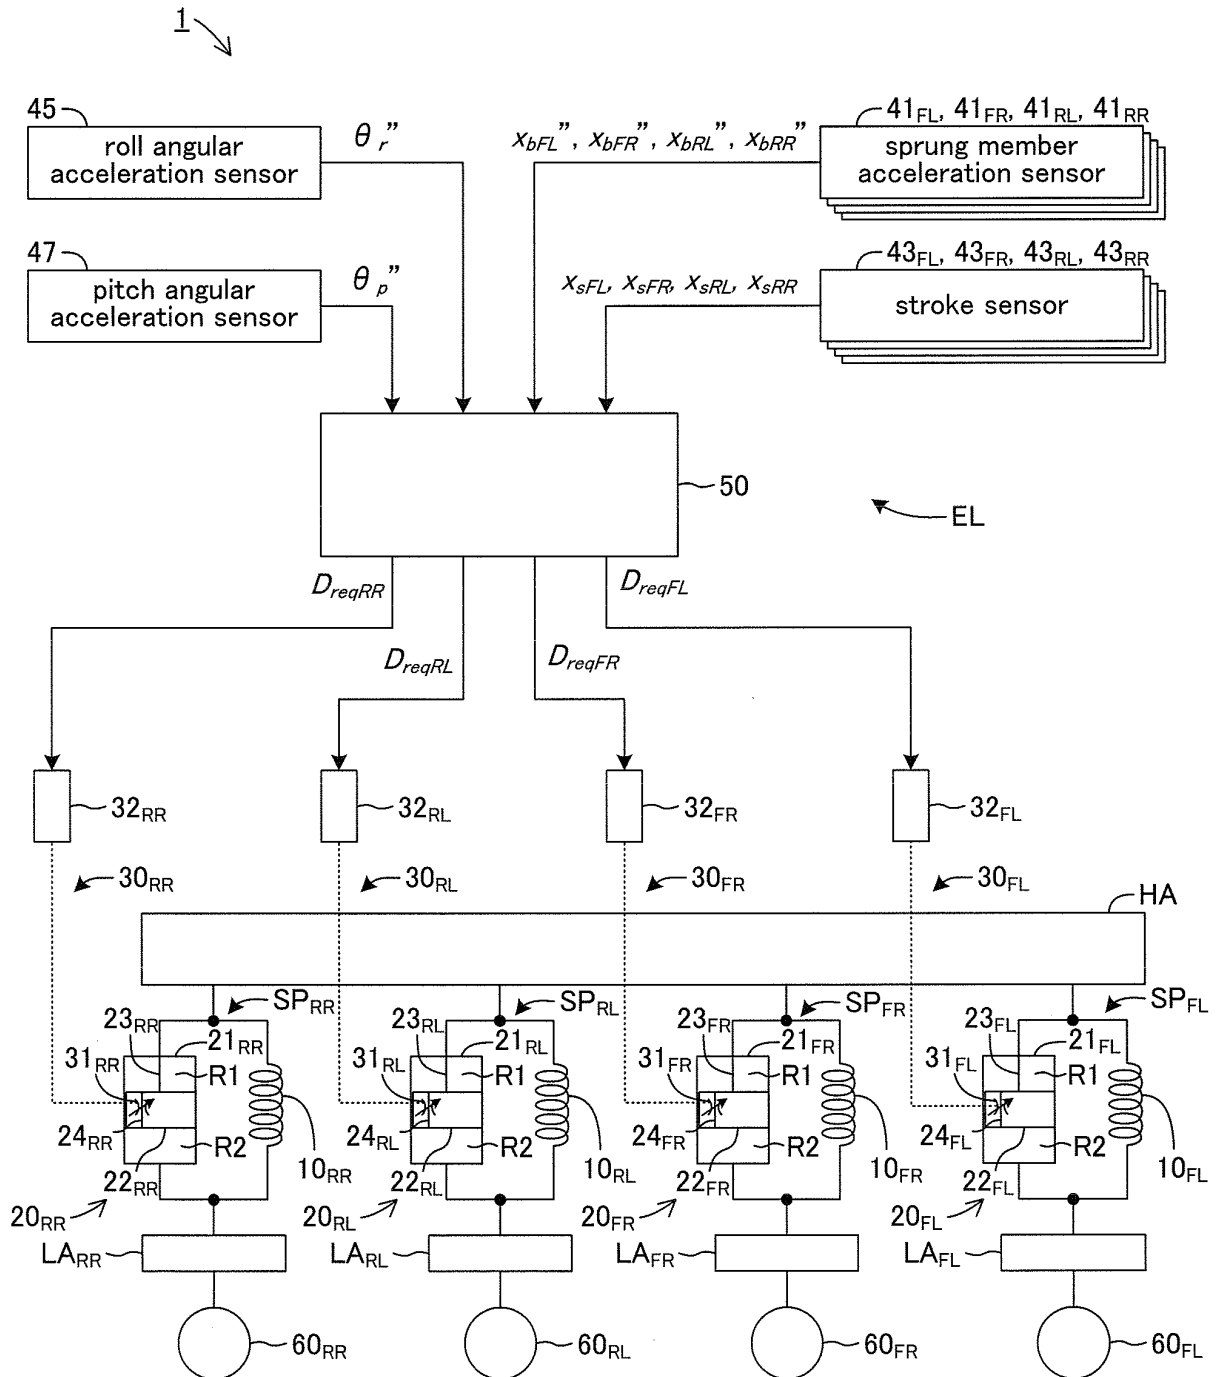 1
45
roll angular
acceleration sensor
θr”
xbFL”, xbFR”, xbRL”, xbRR”
41FL, 41FR, 41RL, 41RR
sprung member
acceleration sensor
47
pitch angular
acceleration sensor
θp”
xsFL, xsFR, xsRL, xsRR
43FL, 43FR, 43RL, 43RR
stroke sensor
50
EL
DreqRR
DreqFL
DreqRL
DreqFR
32RR
32RL
32FR
32FL
30RR
30RL
30FR
30FL
HA
SPRR
SPRL
SPFR
SPFL
23RR
23RL
23FR
23FL
21RR
21RL
21FR
21FL
31RR
31RL
31FR
31FL
R1
R1
R1
R1
24RR
24RL
24FR
24FL
R2
R2
R2
R2
22RR
22RL
22FR
22FL
10RR
10RL
10FR
10FL
20RR
20RL
20FR
20FL
LARR
LARL
LAFR
LAFL
60RR
60RL
60FR
60FL